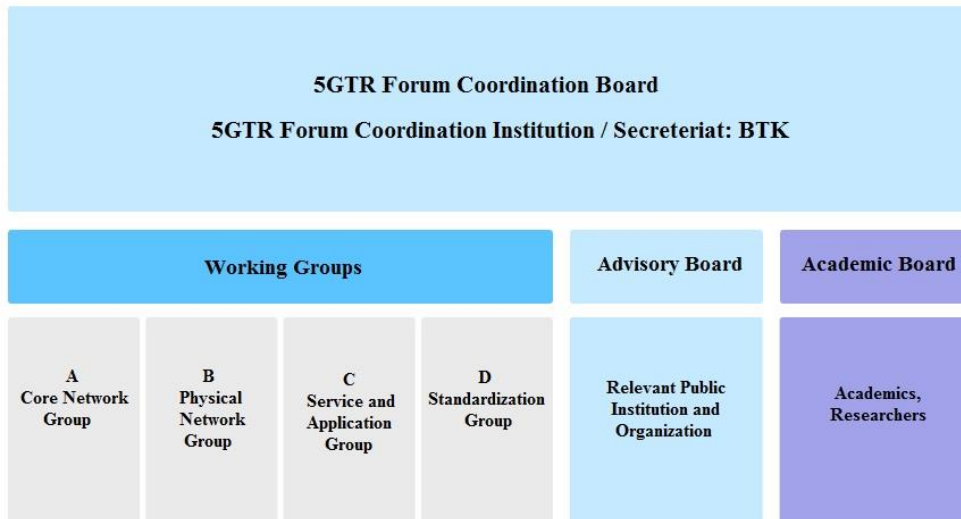 5GTR Forum Coordination Board
5GTR Forum Coordination Institution / Secreteriat: BTK
Working Groups
Advisory Board
Academic Board
A
Core Network
Group
B
Physical
Network
Group
C
Service and
Application
Group
D
Standardization
Group
Relevant Public
Institution and
Organization
Academics,
Researchers